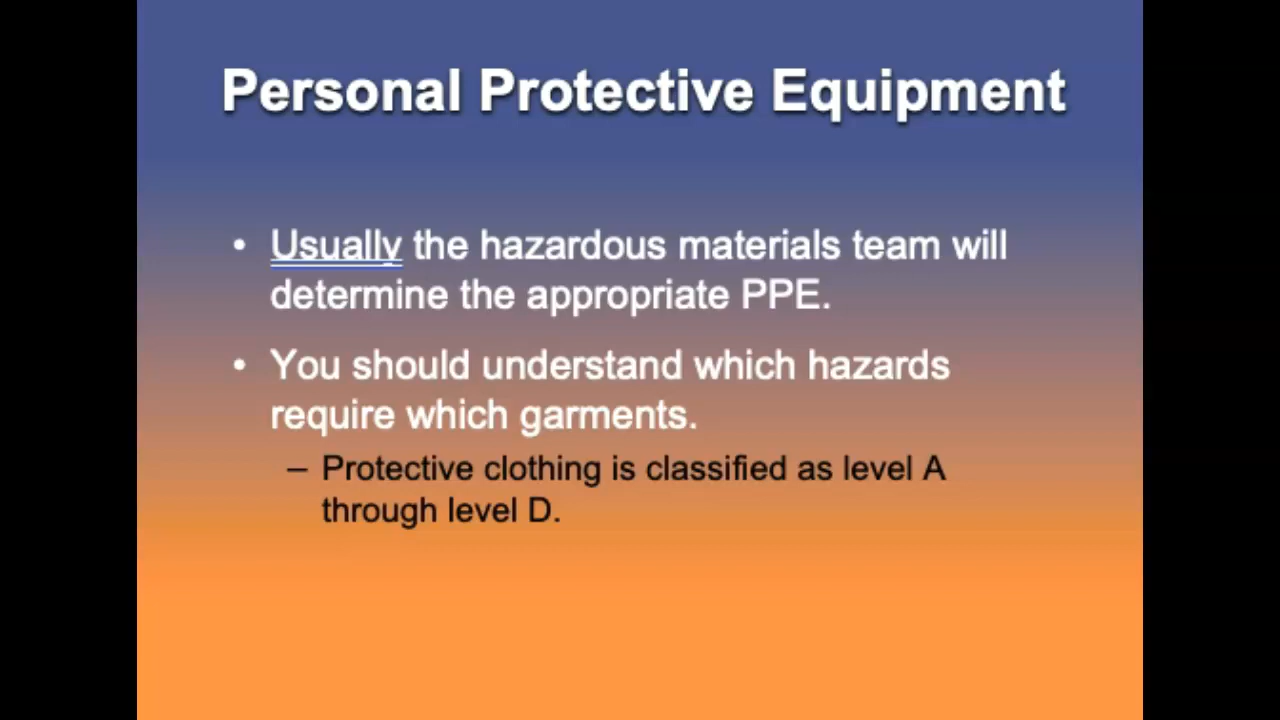 Personal Protective Equipment
• Usually the hazardous materials team will
determine the appropriate PPE.
• You should understand which hazards
require which garments.
– Protective clothing is classified as level A
through level D.